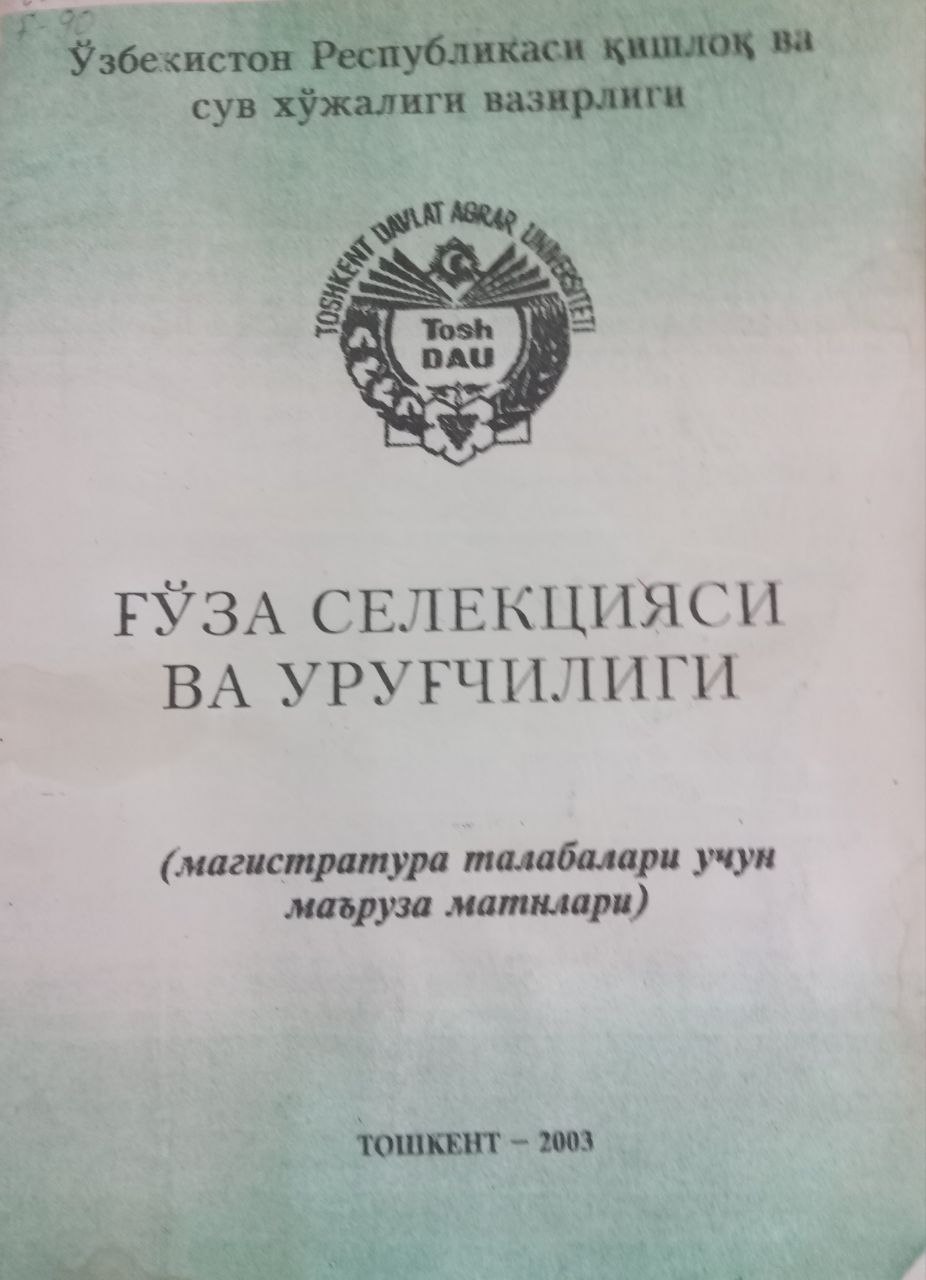 Ўзбекистон Республикаси қишлоқ ва
сув хўжалиги вазирлиги
TOSHKENT DAVLAT AGRAR UNIVERSITETI
Tosh
DAU
ҒЎЗА СЕЛЕКЦИЯСИ
ВА УРУҒЧИЛИГИ
(магистратура талабалари учун
маъруза матнлари)
ТОШКЕНТ – 2003